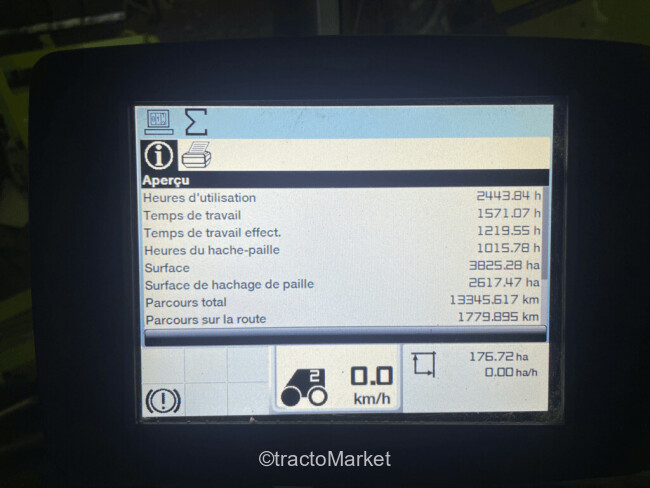 Aperçu
Heures d'utilisation 2443.84 h
Temps de travail 1571.07 h
Temps de travail effect. 1219.55 h
Heures du hache-paille 1015.78 h
Surface 3825.28 ha
Surface de hachage de paille 2617.47 ha
Parcours total 13345.617 km
Parcours sur la route 1779.895 km
2
0.0
km/h
176.72 ha
0.00 ha/h
©tractoMarket